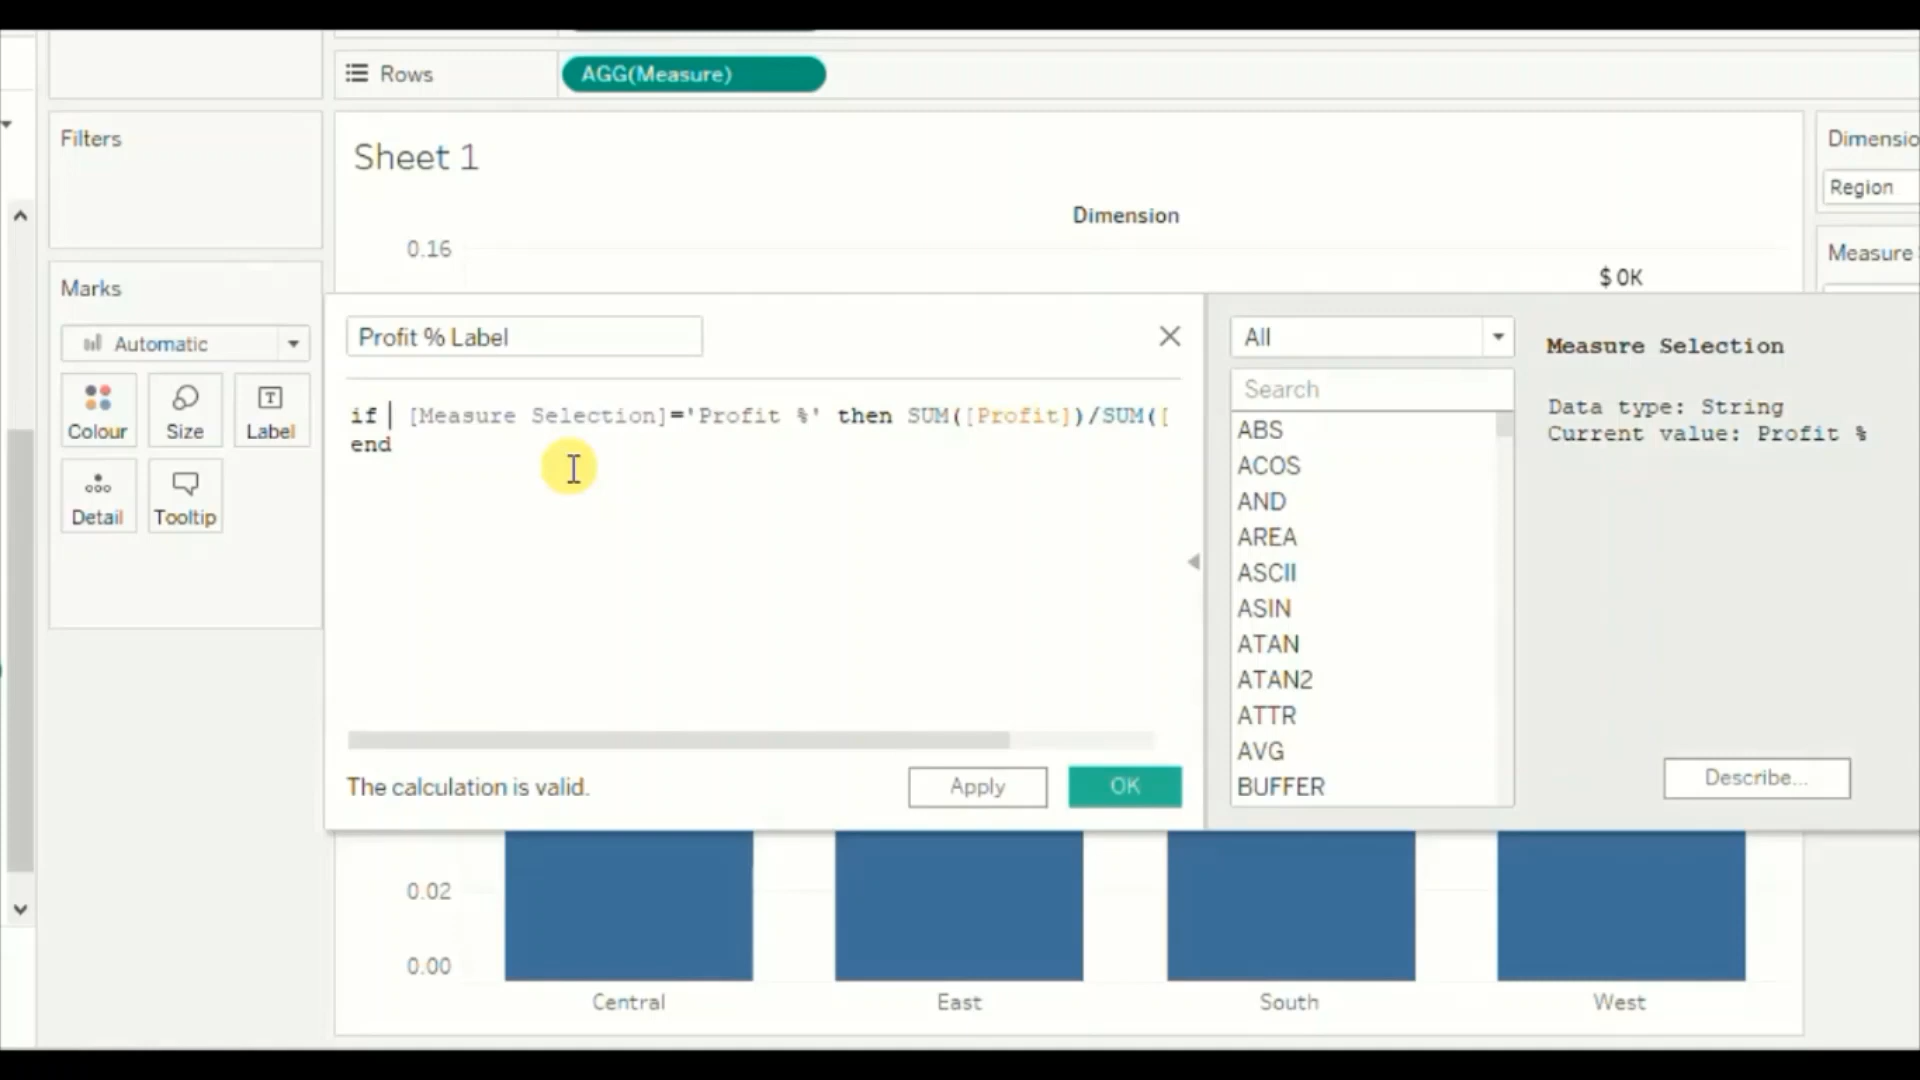 Rows
AGG(Measure)
Filters
Sheet 1
Dimension
0.16
$ 0K
Dimensio
Region
Measure
Marks
Automatic
Colour
Size
Label
Detail
Tooltip
Profit % Label
if [Measure Selection]='Profit %' then SUM([Profit])/SUM([
end
The calculation is valid.
Apply
OK
All
Search
ABS
ACOS
AND
AREA
ASCII
ASIN
ATAN
ATAN2
ATTR
AVG
BUFFER
Measure Selection
Data type: String
Current value: Profit %
Describe...
0.02
0.00
Central
East
South
West